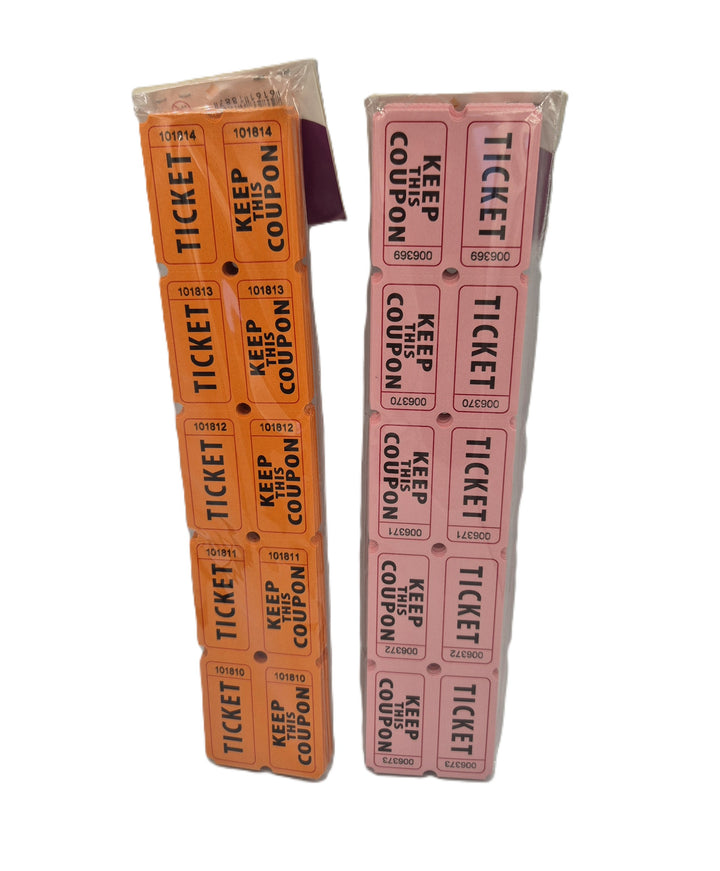 101814
TICKET
101814
KEEP
THIS
COUPON
101813
TICKET
101813
KEEP
THIS
COUPON
101812
TICKET
101812
KEEP
THIS
COUPON
101811
TICKET
101811
KEEP
THIS
COUPON
101810
TICKET
101810
KEEP
THIS
COUPON
KEEP
THIS
COUPON
006369
TICKET
006369
KEEP
THIS
COUPON
006370
TICKET
006370
KEEP
THIS
COUPON
006371
TICKET
006371
KEEP
THIS
COUPON
006372
TICKET
006372
KEEP
THIS
COUPON
006373
TICKET
006373